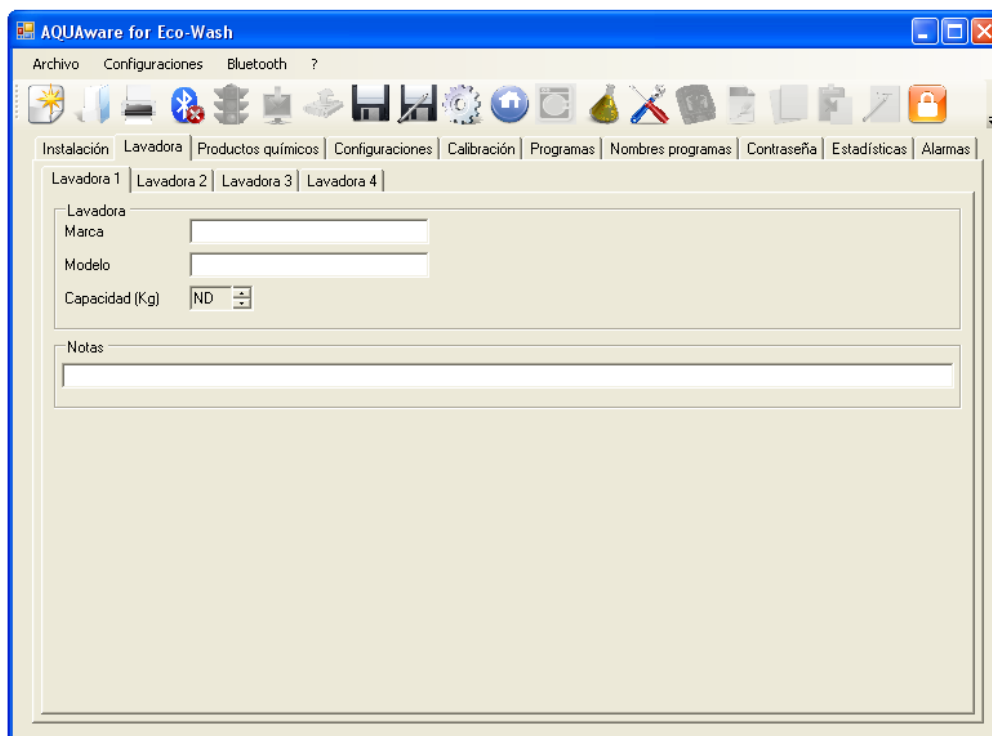 AQUAware for Eco-Wash
Archivo Configuraciones Bluetooth ?
Instalación Lavadora Productos químicos Configuraciones Calibración Programas Nombres programas Contraseña Estadísticas Alarmas
Lavadora 1 Lavadora 2 Lavadora 3 Lavadora 4
Lavadora
Marca
Modelo
Capacidad (Kg) ND
Notas